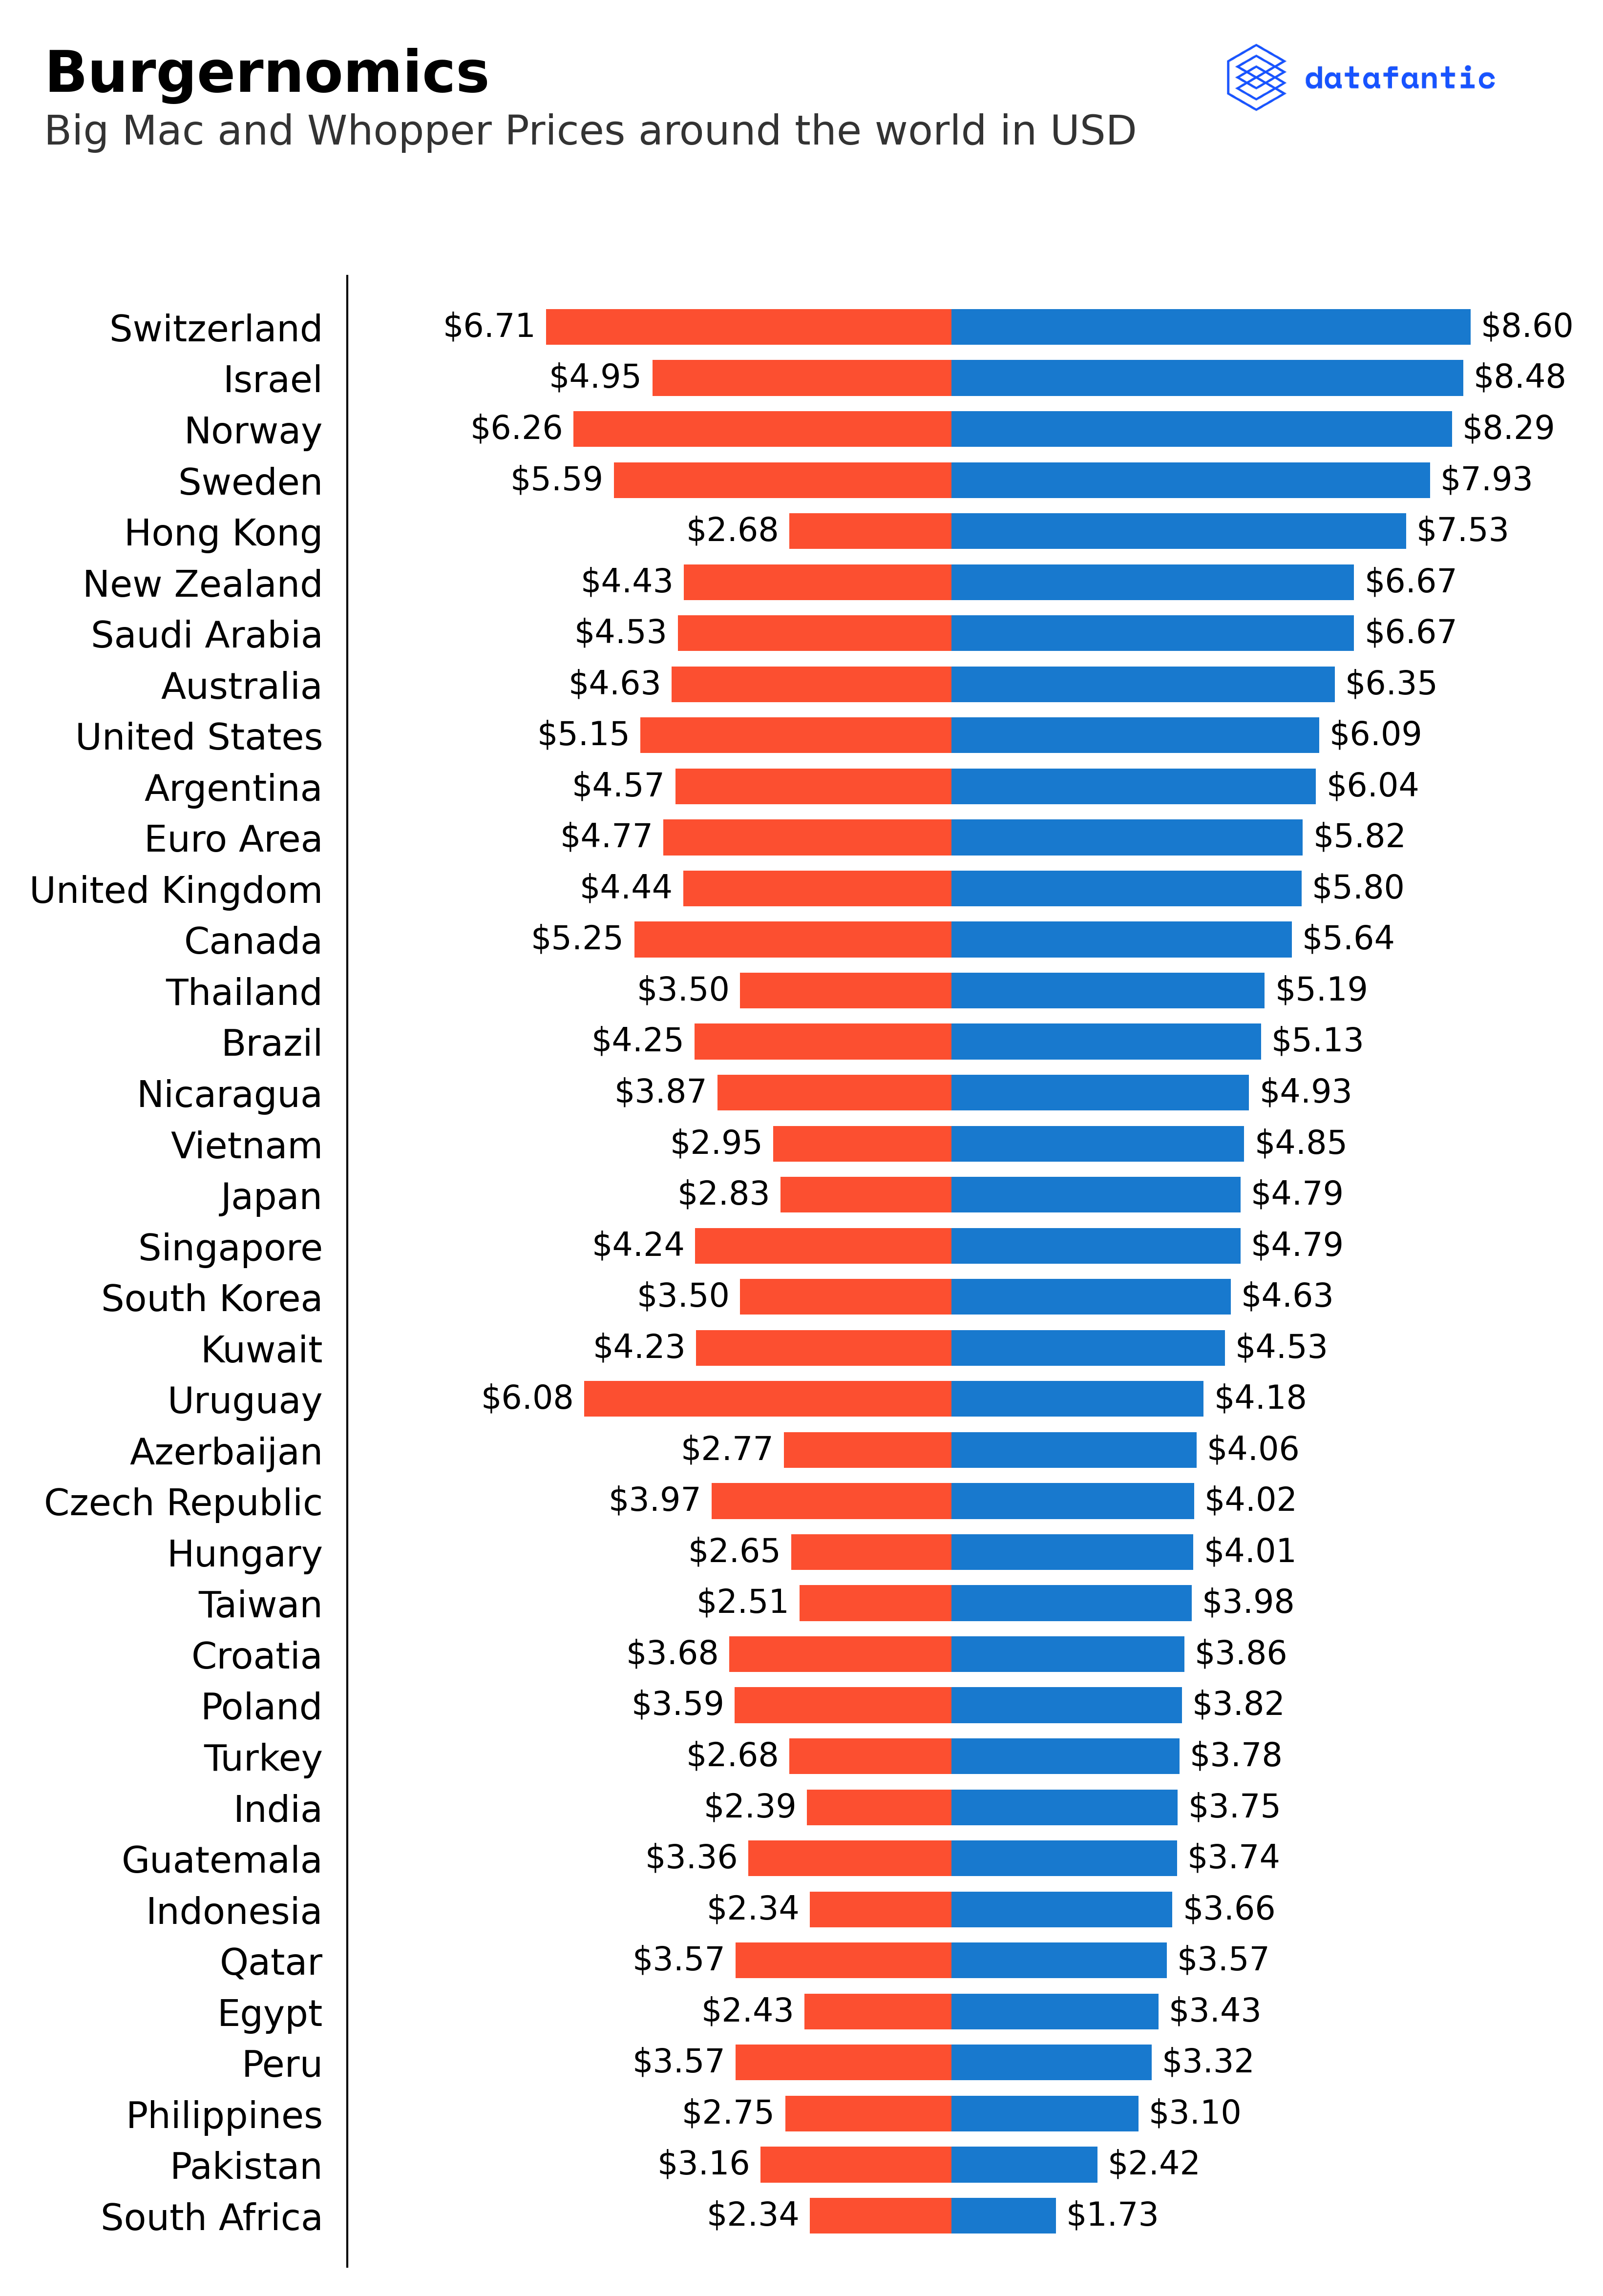 Burgernomics
datafantic
Big Mac and Whopper Prices around the world in USD
Switzerland $6.71 $8.60
Israel $4.95 $8.48
Norway $6.26 $8.29
Sweden $5.59 $7.93
Hong Kong $2.68 $7.53
New Zealand $4.43 $6.67
Saudi Arabia $4.53 $6.67
Australia $4.63 $6.35
United States $5.15 $6.09
Argentina $4.57 $6.04
Euro Area $4.77 $5.82
United Kingdom $4.44 $5.80
Canada $5.25 $5.64
Thailand $3.50 $5.19
Brazil $4.25 $5.13
Nicaragua $3.87 $4.93
Vietnam $2.95 $4.85
Japan $2.83 $4.79
Singapore $4.24 $4.79
South Korea $3.50 $4.63
Kuwait $4.23 $4.53
Uruguay $6.08 $4.18
Azerbaijan $2.77 $4.06
Czech Republic $3.97 $4.02
Hungary $2.65 $4.01
Taiwan $2.51 $3.98
Croatia $3.68 $3.86
Poland $3.59 $3.82
Turkey $2.68 $3.78
India $2.39 $3.75
Guatemala $3.36 $3.74
Indonesia $2.34 $3.66
Qatar $3.57 $3.57
Egypt $2.43 $3.43
Peru $3.57 $3.32
Philippines $2.75 $3.10
Pakistan $3.16 $2.42
South Africa $2.34 $1.73